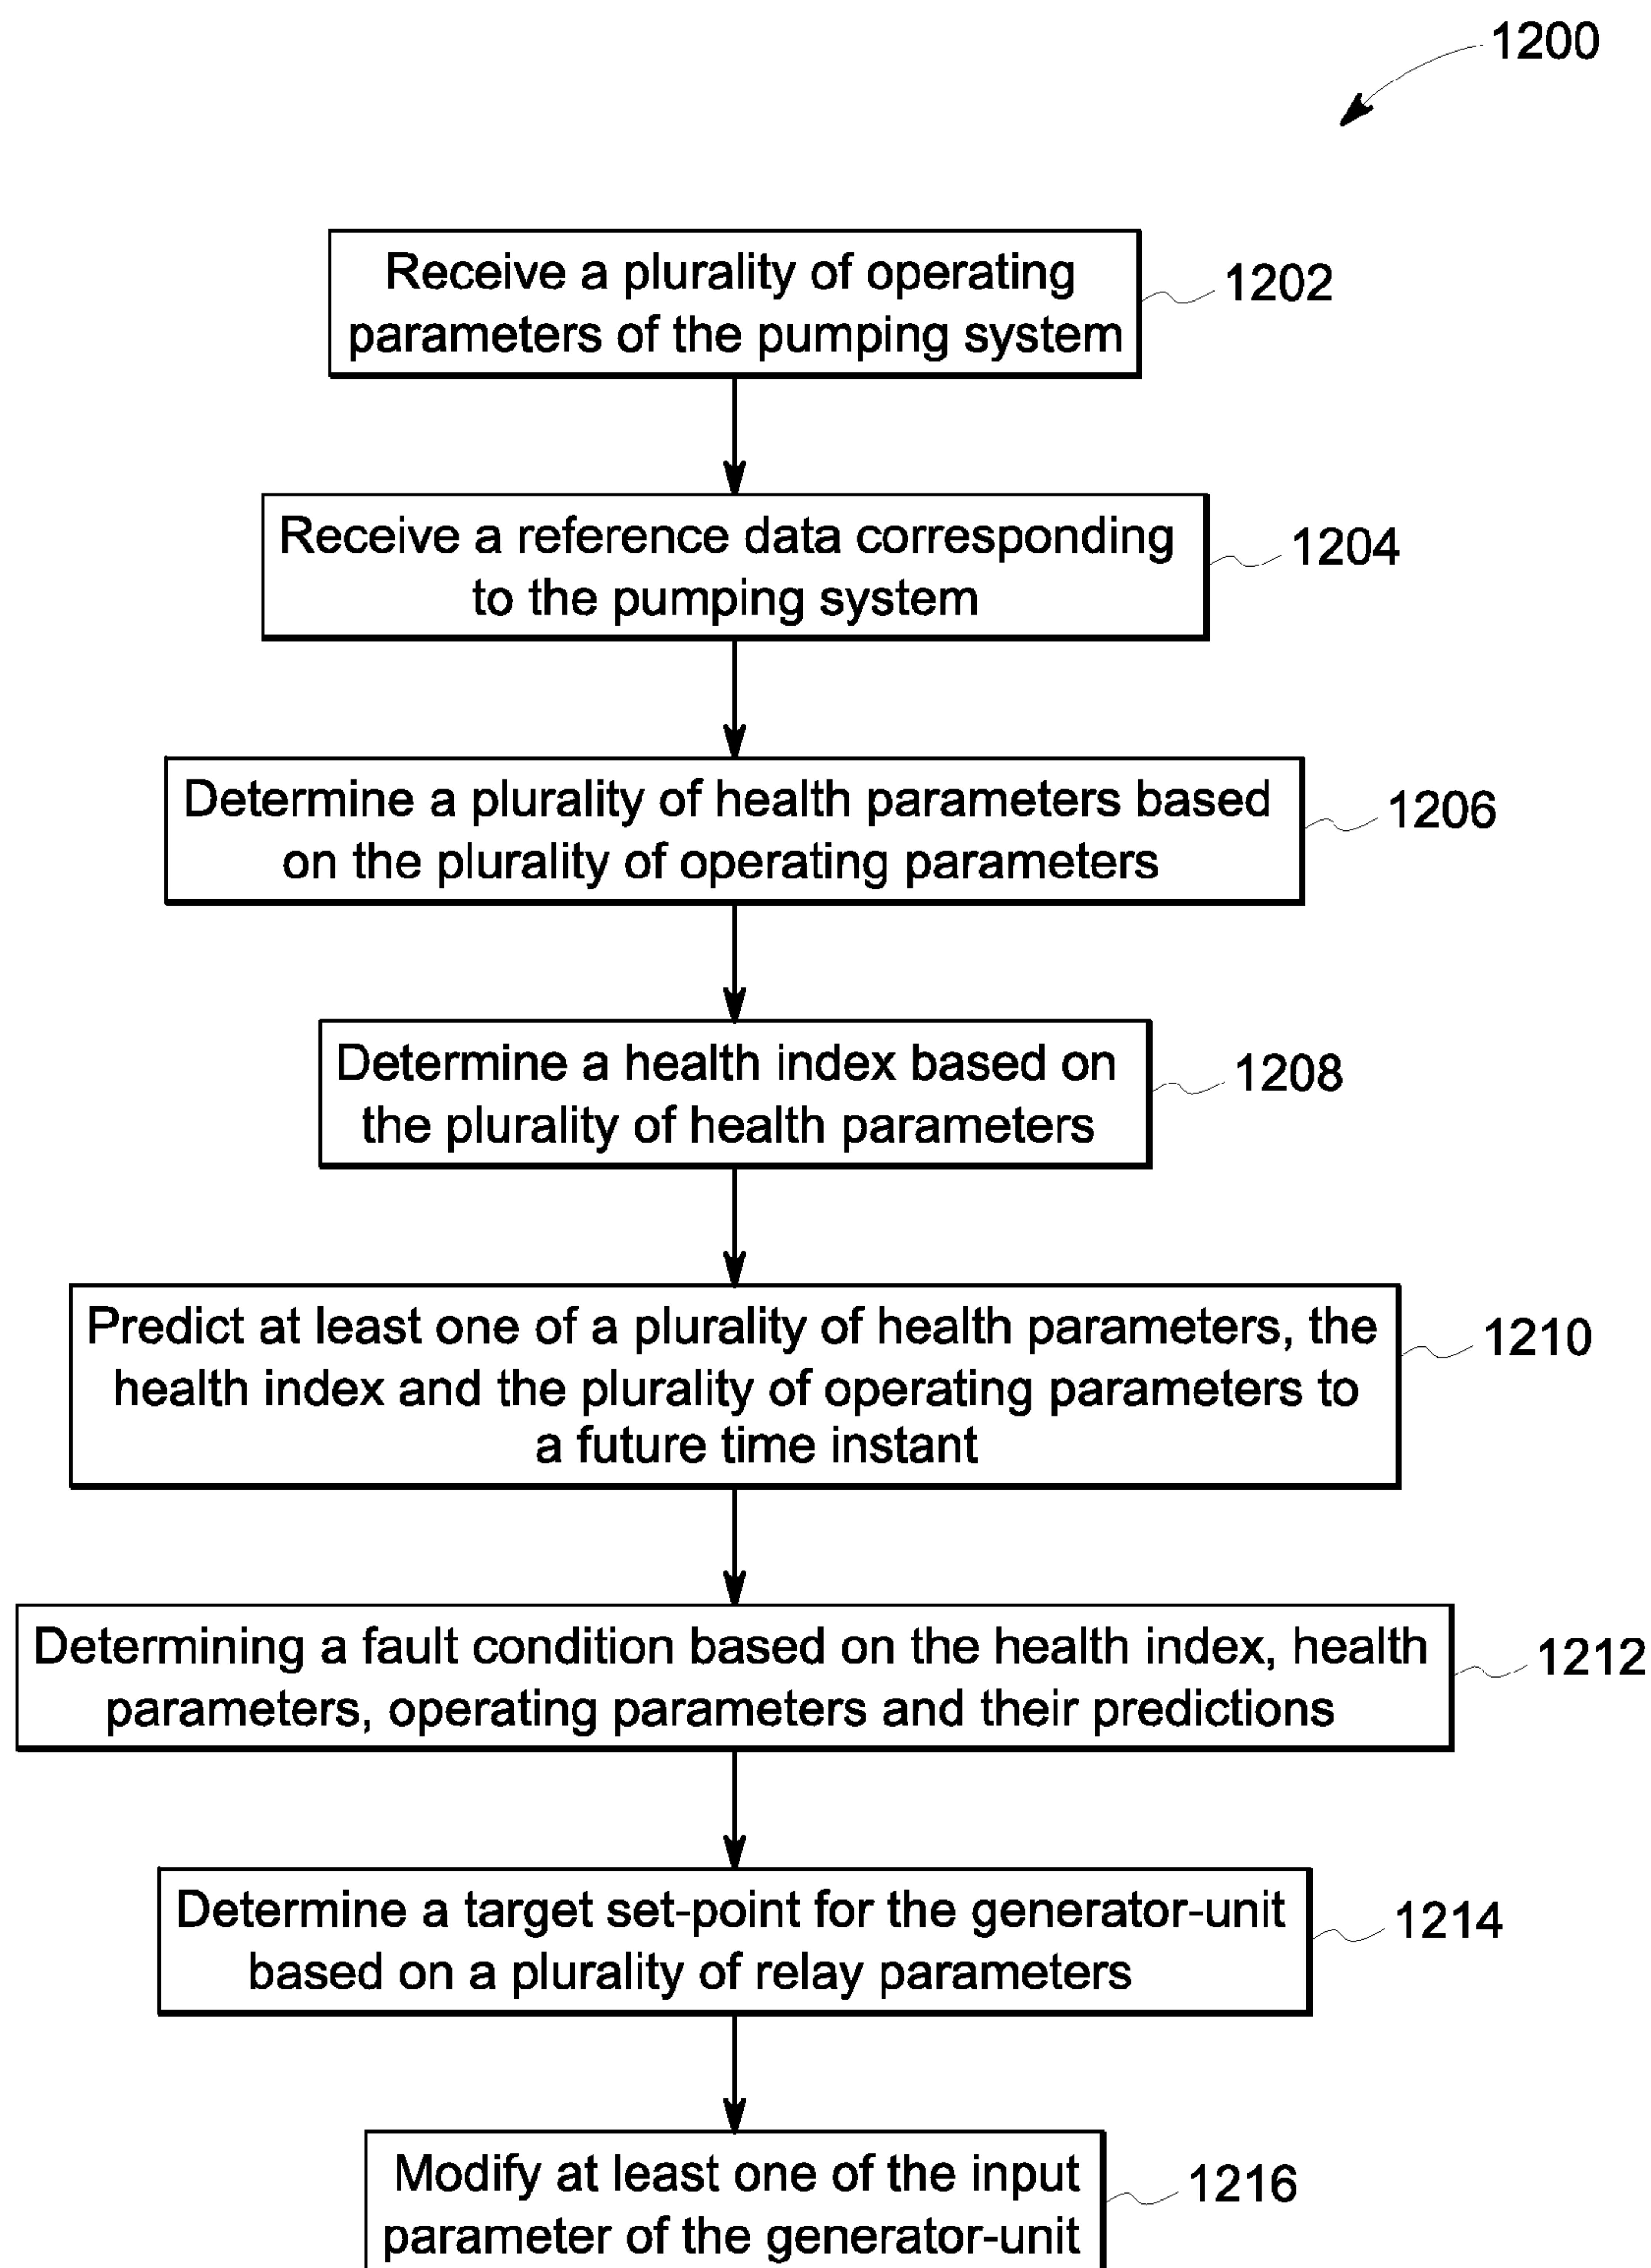 1200
Receive a plurality of operating
parameters of the pumping system
1202
Receive a reference data corresponding
to the pumping system
1204
Determine a plurality of health parameters based
on the plurality of operating parameters
1206
Determine a health index based on
the plurality of health parameters
1208
Predict at least one of a plurality of health parameters, the
health index and the plurality of operating parameters to
a future time instant
1210
Determining a fault condition based on the health index, health
parameters, operating parameters and their predictions
1212
Determine a target set-point for the generator-unit
based on a plurality of relay parameters
1214
Modify at least one of the input
parameter of the generator-unit
1216